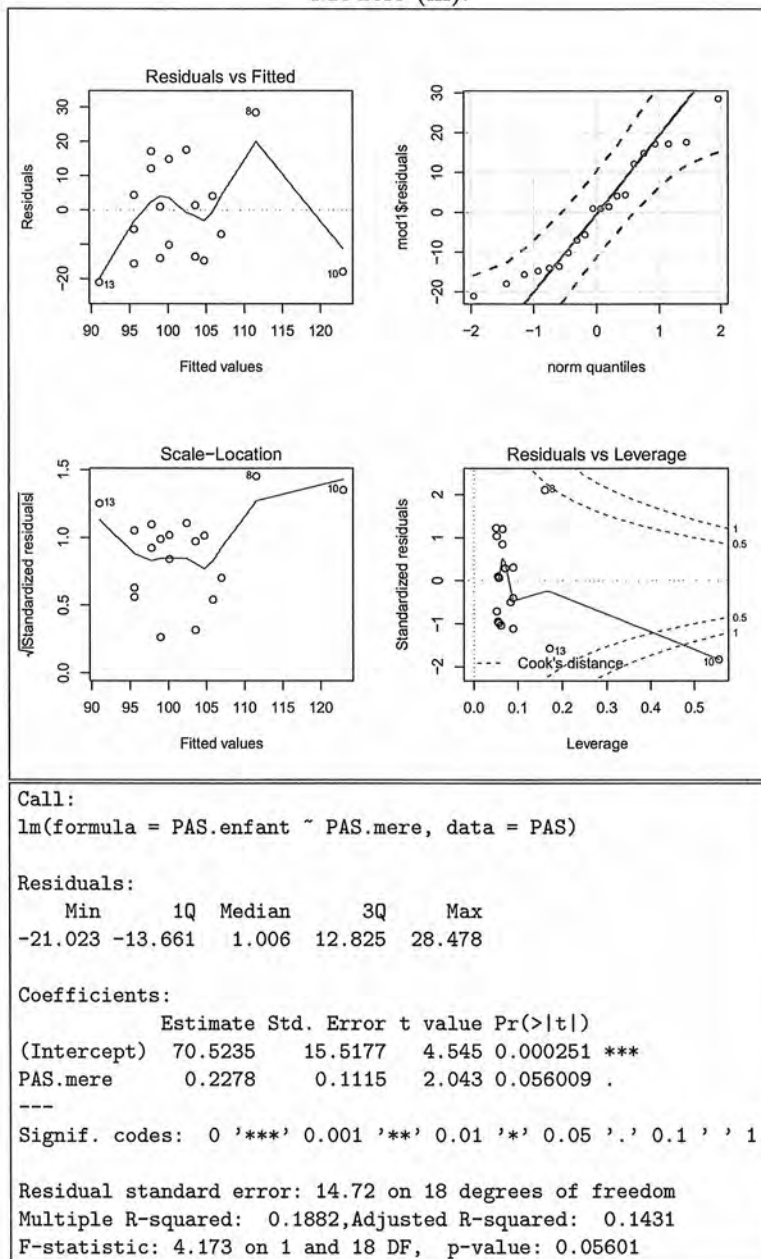 Residuals vs Fitted
Residuals
30
20
10
0
-20
8
13
10
90 95 100 105 110 115 120
Fitted values
mod1$residuals
30
20
10
0
-10
-20
-2 -1 0 1 2
norm quantiles
Scale-Location
√|Standardized residuals|
1.5
1.0
0.5
0.0
13
8
10
90 95 100 105 110 115 120
Fitted values
Residuals vs Leverage
Standardized residuals
2
1
0
-1
-2
8
13
10
1
0.5
0.5
1
Cook's distance
0.0 0.1 0.2 0.3 0.4 0.5
Leverage
Call:
lm(formula = PAS.enfant ~ PAS.mere, data = PAS)
Residuals:
Min 1Q Median 3Q Max
-21.023 -13.661 1.006 12.825 28.478
Coefficients:
Estimate Std. Error t value Pr(>|t|)
(Intercept) 70.5235 15.5177 4.545 0.000251 ***
PAS.mere 0.2278 0.1115 2.043 0.056009 .
---
Signif. codes: 0 '***' 0.001 '**' 0.01 '*' 0.05 '.' 0.1 ' ' 1
Residual standard error: 14.72 on 18 degrees of freedom
Multiple R-squared: 0.1882,Adjusted R-squared: 0.1431
F-statistic: 4.173 on 1 and 18 DF, p-value: 0.05601